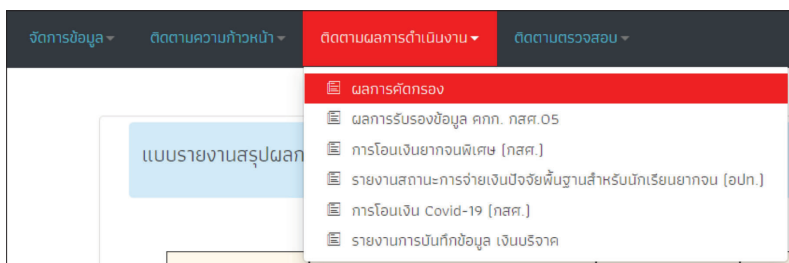 จัดการข้อมูล ติดตามความก้าวหน้า ติดตามผลการดำเนินงาน ติดตามตรวจสอบ
ผลการคัดกรอง
ผลการรับรองข้อมูล คกก. กสศ.05
แบบรายงานสรุปผลก
การโอนเงินยากจนพิเศษ (กสศ.)
รายงานสถานะการจ่ายเงินปัจจัยพื้นฐานสำหรับนักเรียนยากจน (อปท.)
การโอนเงิน Covid-19 (กสศ.)
รายงานการบันทึกข้อมูล เงินบริจาค